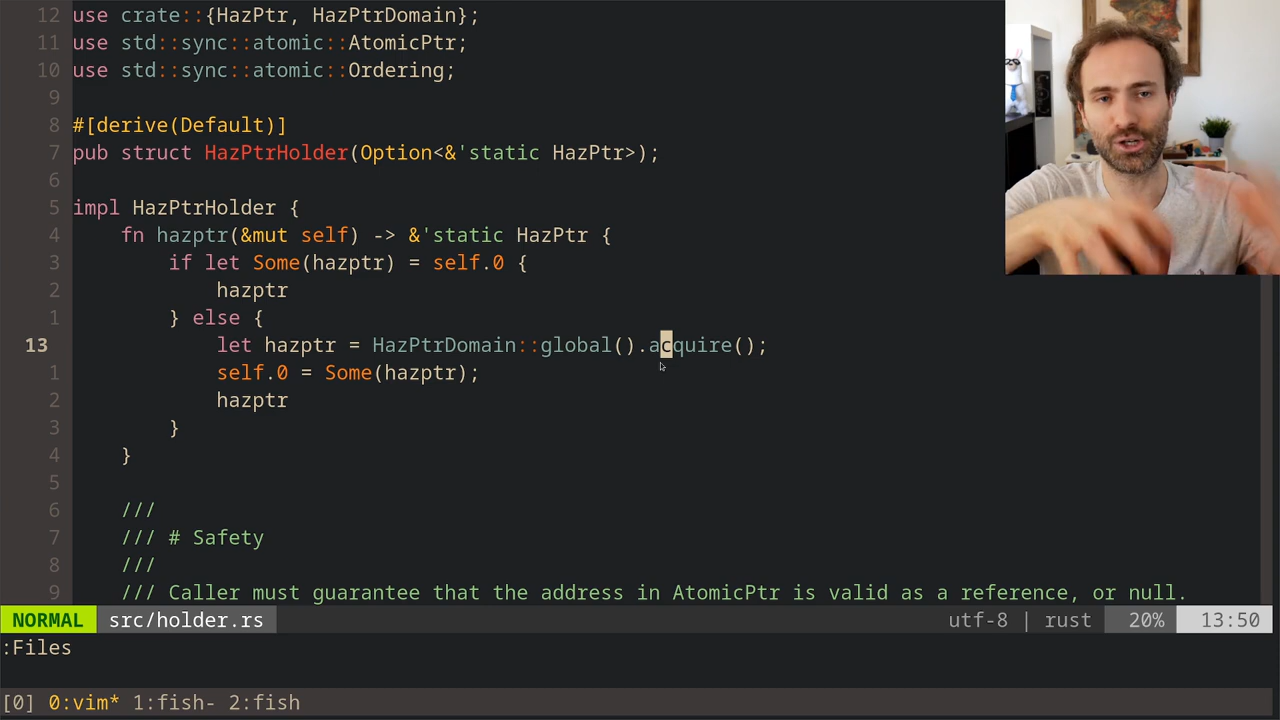 12 use crate::{HazPtr, HazPtrDomain};
11 use std::sync::atomic::AtomicPtr;
10 use std::sync::atomic::Ordering;
9
8 #[derive(Default)]
7 pub struct HazPtrHolder(Option<&'static HazPtr>);
6
5 impl HazPtrHolder {
4     fn hazptr(&mut self) -> &'static HazPtr {
3         if let Some(hazptr) = self.0 {
2             hazptr
1         } else {
13             let hazptr = HazPtrDomain::global().acquire();
1             self.0 = Some(hazptr);
2             hazptr
3         }
4     }
5
6     ///
7     /// # Safety
8     ///
9     /// Caller must guarantee that the address in AtomicPtr is valid as a reference, or null.
NORMAL src/holder.rs utf-8 | rust 20% 13:50
:Files
[0] 0:vim* 1:fish- 2:fish